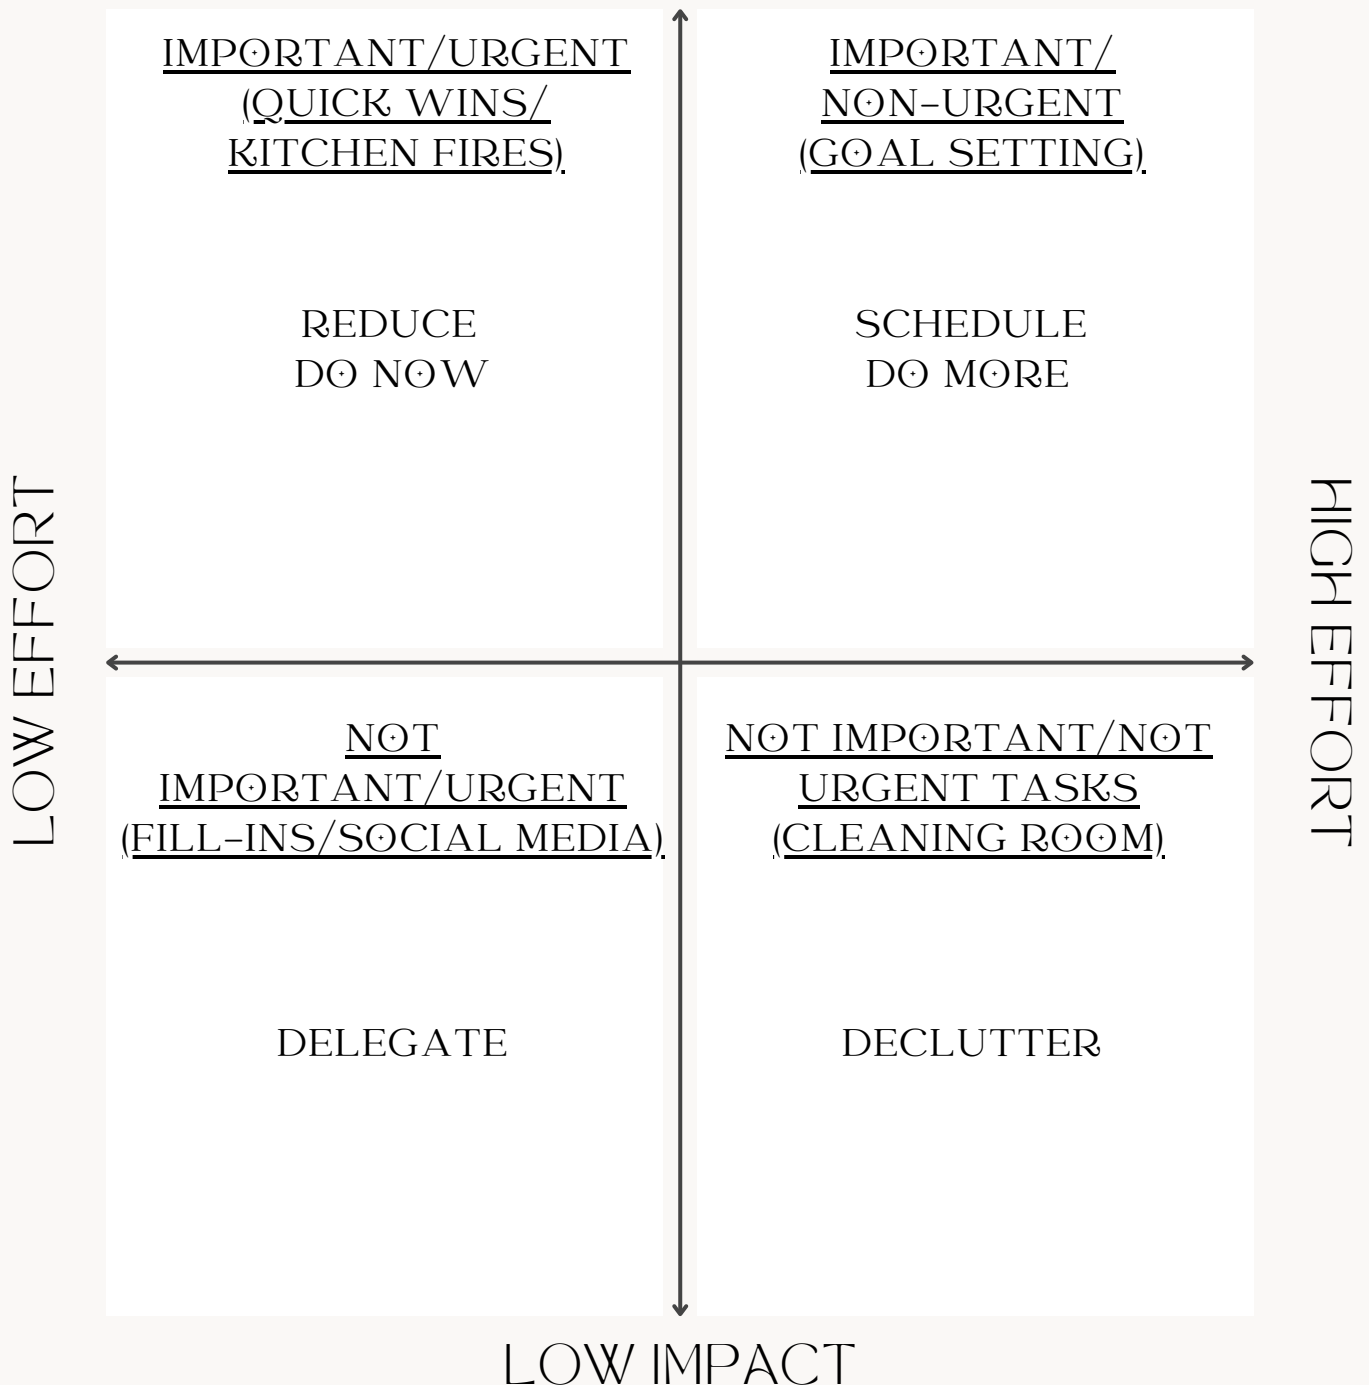 IMPORTANT/URGENT
(QUICK WINS/
KITCHEN FIRES)
REDUCE
DO NOW
IMPORTANT/
NON-URGENT
(GOAL SETTING)
SCHEDULE
DO MORE
LOW EFFORT
HIGH EFFORT
NOT
IMPORTANT/URGENT
(FILL-INS/SOCIAL MEDIA)
DELEGATE
NOT IMPORTANT/NOT
URGENT TASKS
(CLEANING ROOM)
DECLUTTER
LOW IMPACT